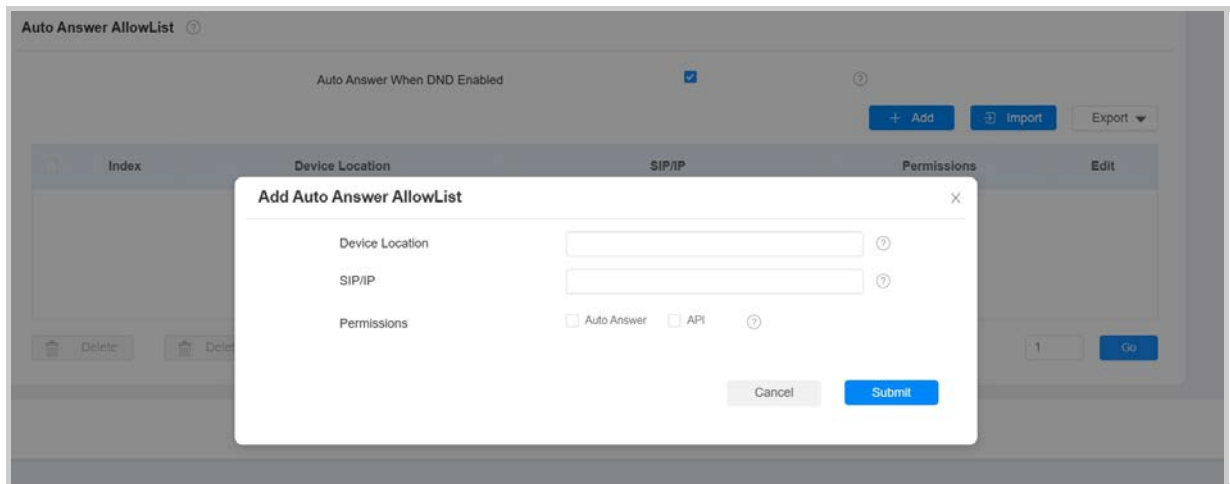 Auto Answer AllowList ?
Auto Answer When DND Enabled ?
+ Add Import Export
Index Device Location SIP/IP Permissions Edit
Add Auto Answer AllowList ×
Device Location ?
SIP/IP ?
Permissions Auto Answer API ?
Delete 1 Go
Cancel Submit